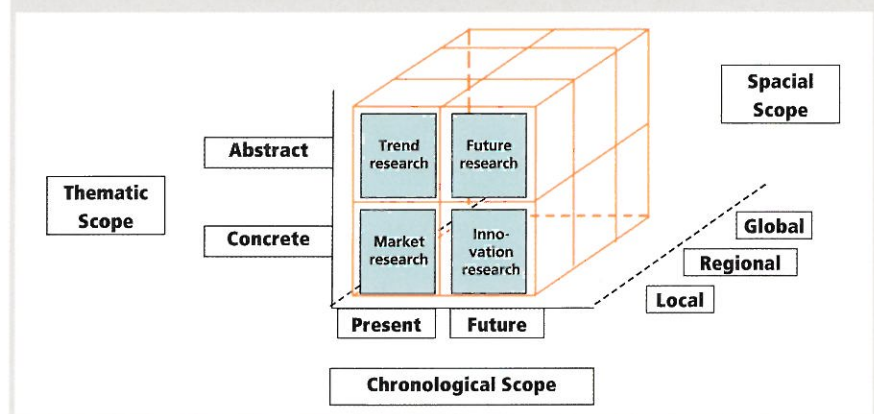 Spacial
Scope
Abstract
Trend
research
Future
research
Thematic
Scope
Concrete
Market
research
Inno-
vation
research
Global
Regional
Local
Present
Future
Chronological Scope